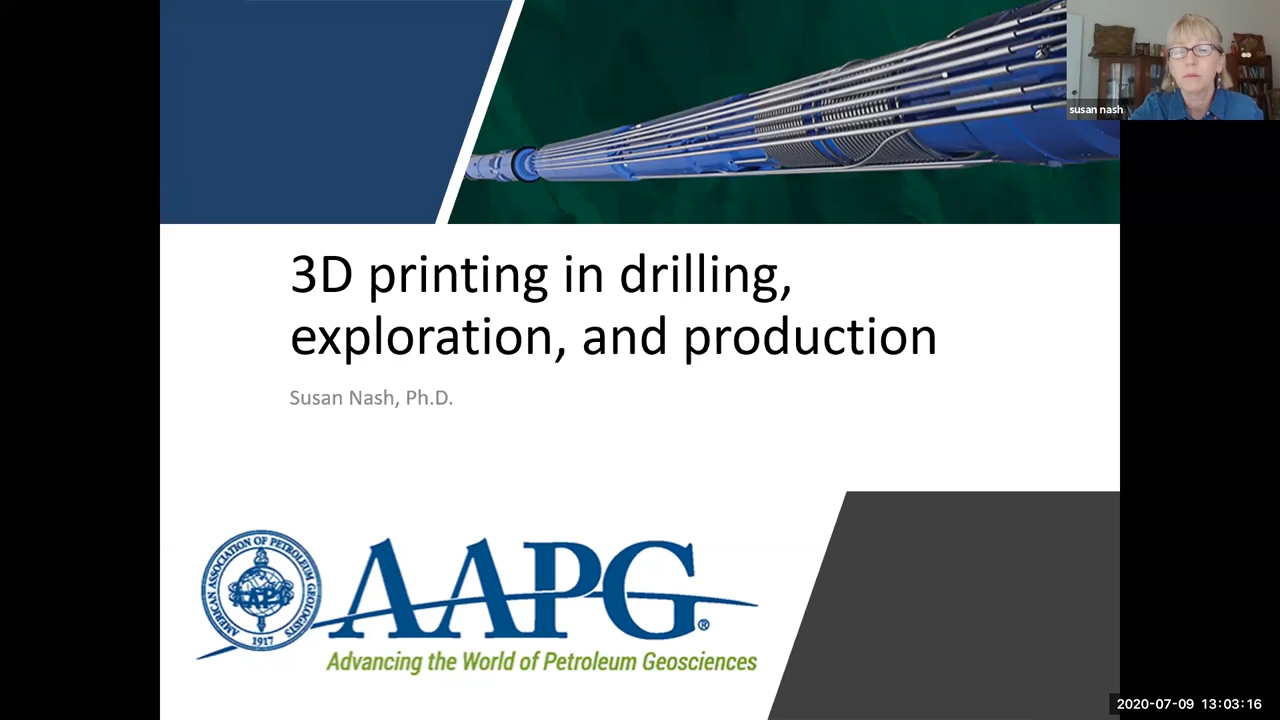 susan nash
3D printing in drilling,
exploration, and production
Susan Nash, Ph.D.
AMERICAN ASSOCIATION OF PETROLEUM GEOLOGISTS
AAPG
1917
AAPG®
Advancing the World of Petroleum Geosciences
2020-07-09 13:03:16